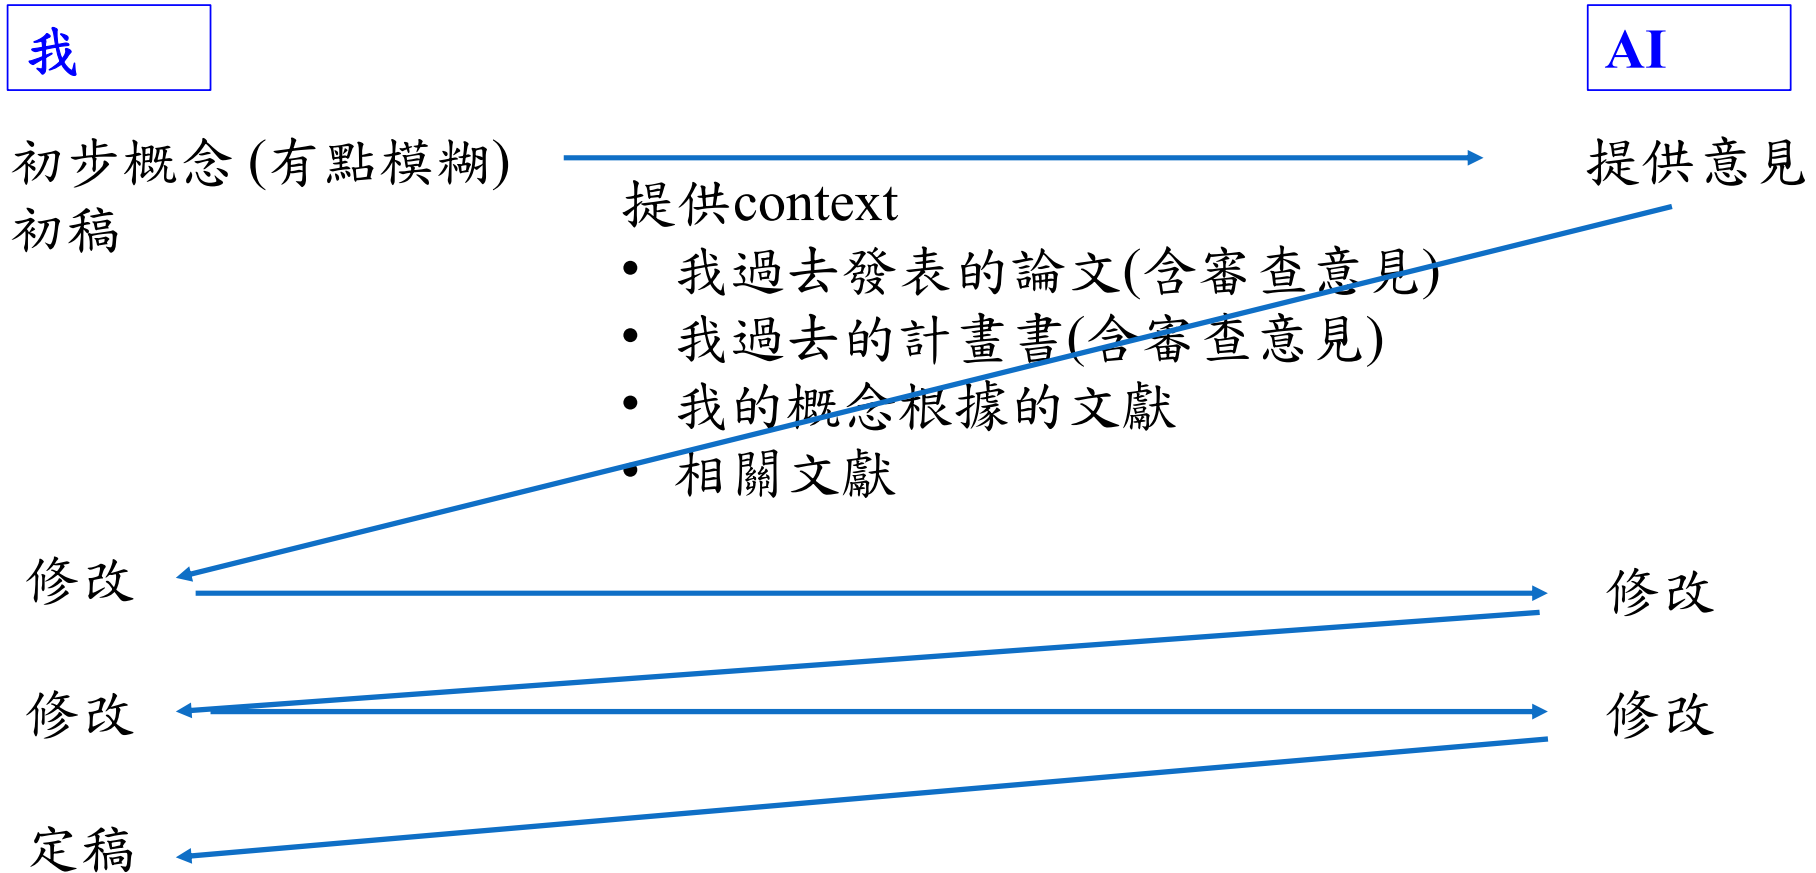 我
AI
初步概念(有點模糊)
提供意見
初稿
提供context
• 我過去發表的論文(含審查意見)
• 我過去的計畫書(含審查意見)
• 我的概念根據的文獻
• 相關文獻
修改
修改
修改
修改
定稿